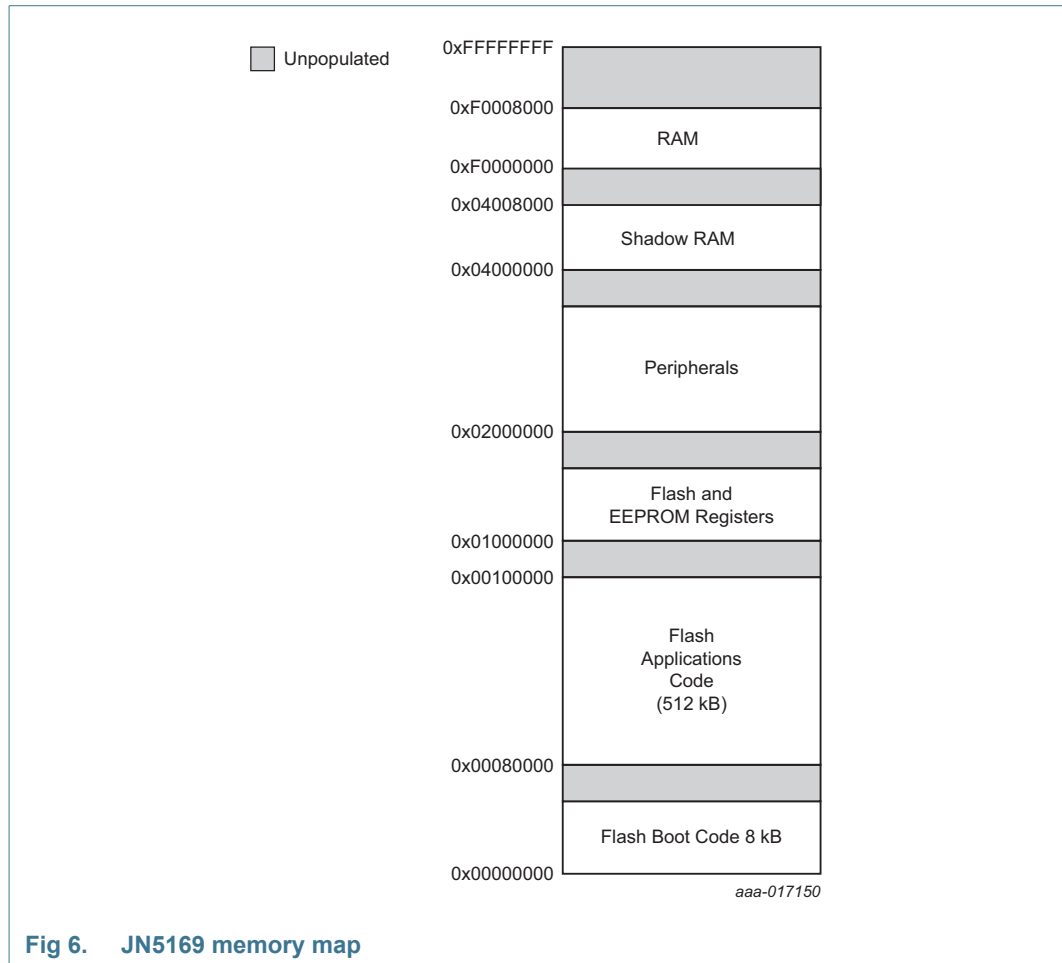 Unpopulated
0xFFFFFFFF
0xF0008000
RAM
0xF0000000
0x04008000
Shadow RAM
0x04000000
Peripherals
0x02000000
Flash and
EEPROM Registers
0x01000000
0x00100000
Flash
Applications
Code
(512 kB)
0x00080000
Flash Boot Code 8 kB
0x00000000
aaa-017150
Fig 6. JN5169 memory map